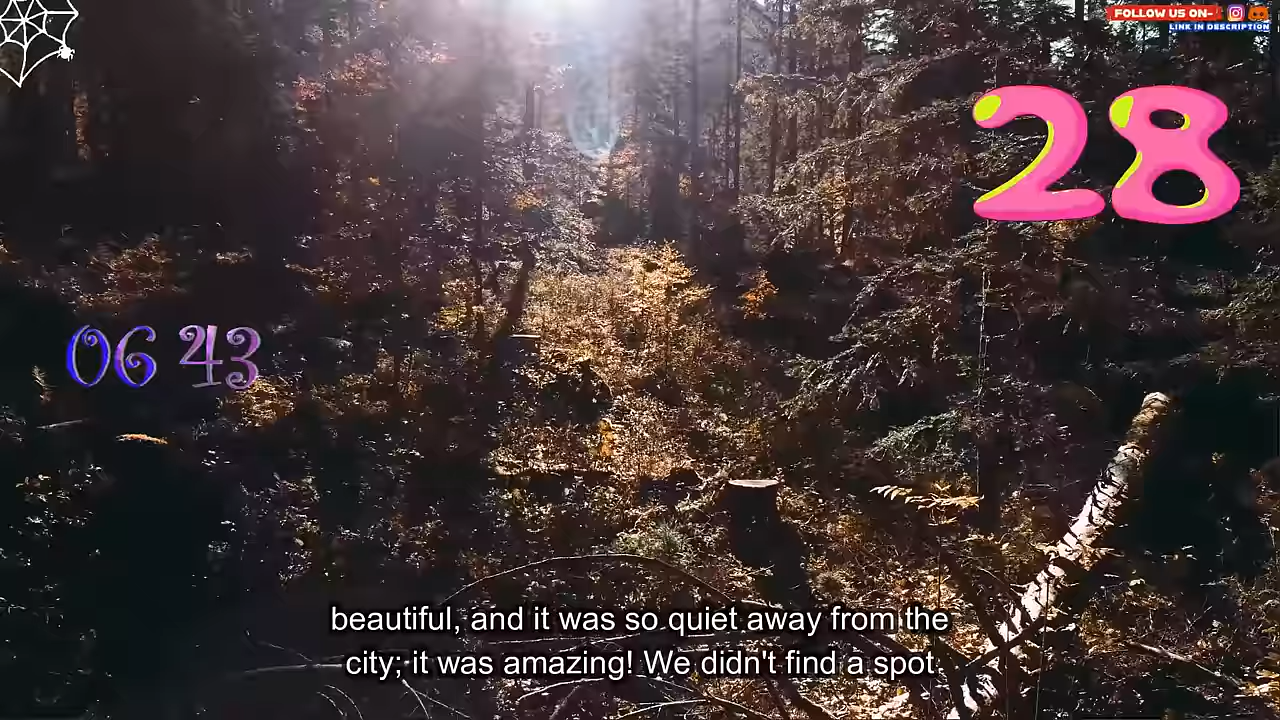 FOLLOW US ON-
LINK IN DESCRIPTION
28
06 43
beautiful, and it was so quiet away from the
city; it was amazing! We didn't find a spot